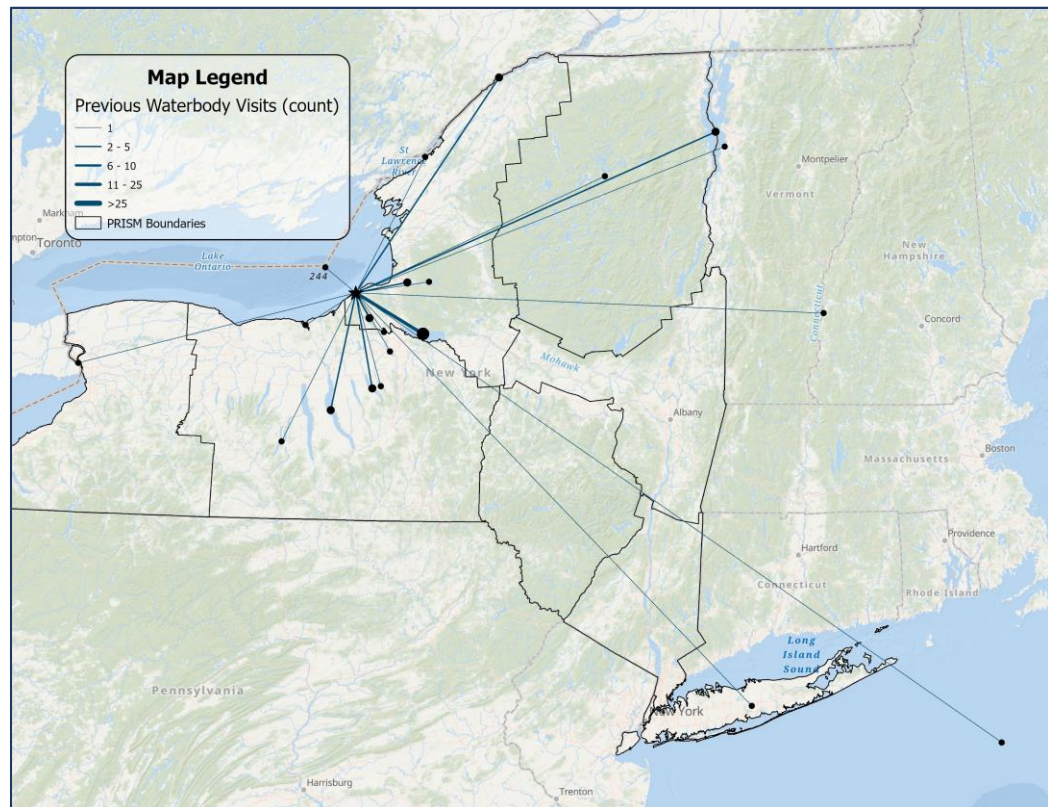 Map Legend
Previous Waterbody Visits (count)
1
2 - 5
6 - 10
11 - 25
>25
PRISM Boundaries
St
Lawrence
River
Montpelier
Vermont
Markham
mpton
Toronto
Lake
Ontario
244
New
Hampshire
Connecticut
Concord
Mohawk
New York
Albany
Boston
Massachusetts
Providence
Hartford
Connecticut
Rhode Island
Long
Island
Sound
Pennsylvania
New York
Harrisburg
Trenton